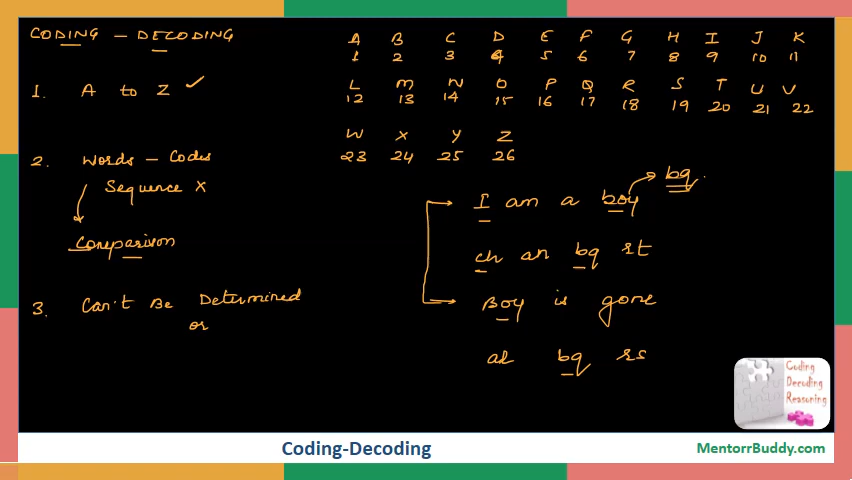 CODING - DECODING
A B C D E F G H I J K
1 2 3 4 5 6 7 8 9 10 11
1. A to Z ✓
L M N O P Q R S T U V
12 13 14 15 16 17 18 19 20 21 22
W X Y Z
23 24 25 26
2. Words - Codes
Sequence X
Comparison
bq
I am a boy
ch an bq rt
3. Can't Be Determined
or
Boy is gone
al bq rs
Coding
Decoding
Reasoning
Coding-Decoding
MentorrBuddy.com